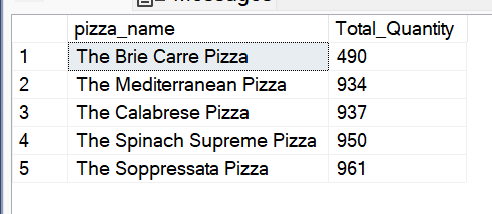 pizza_name Total_Quantity
1 The Brie Carre Pizza 490
2 The Mediterranean Pizza 934
3 The Calabrese Pizza 937
4 The Spinach Supreme Pizza 950
5 The Soppressata Pizza 961